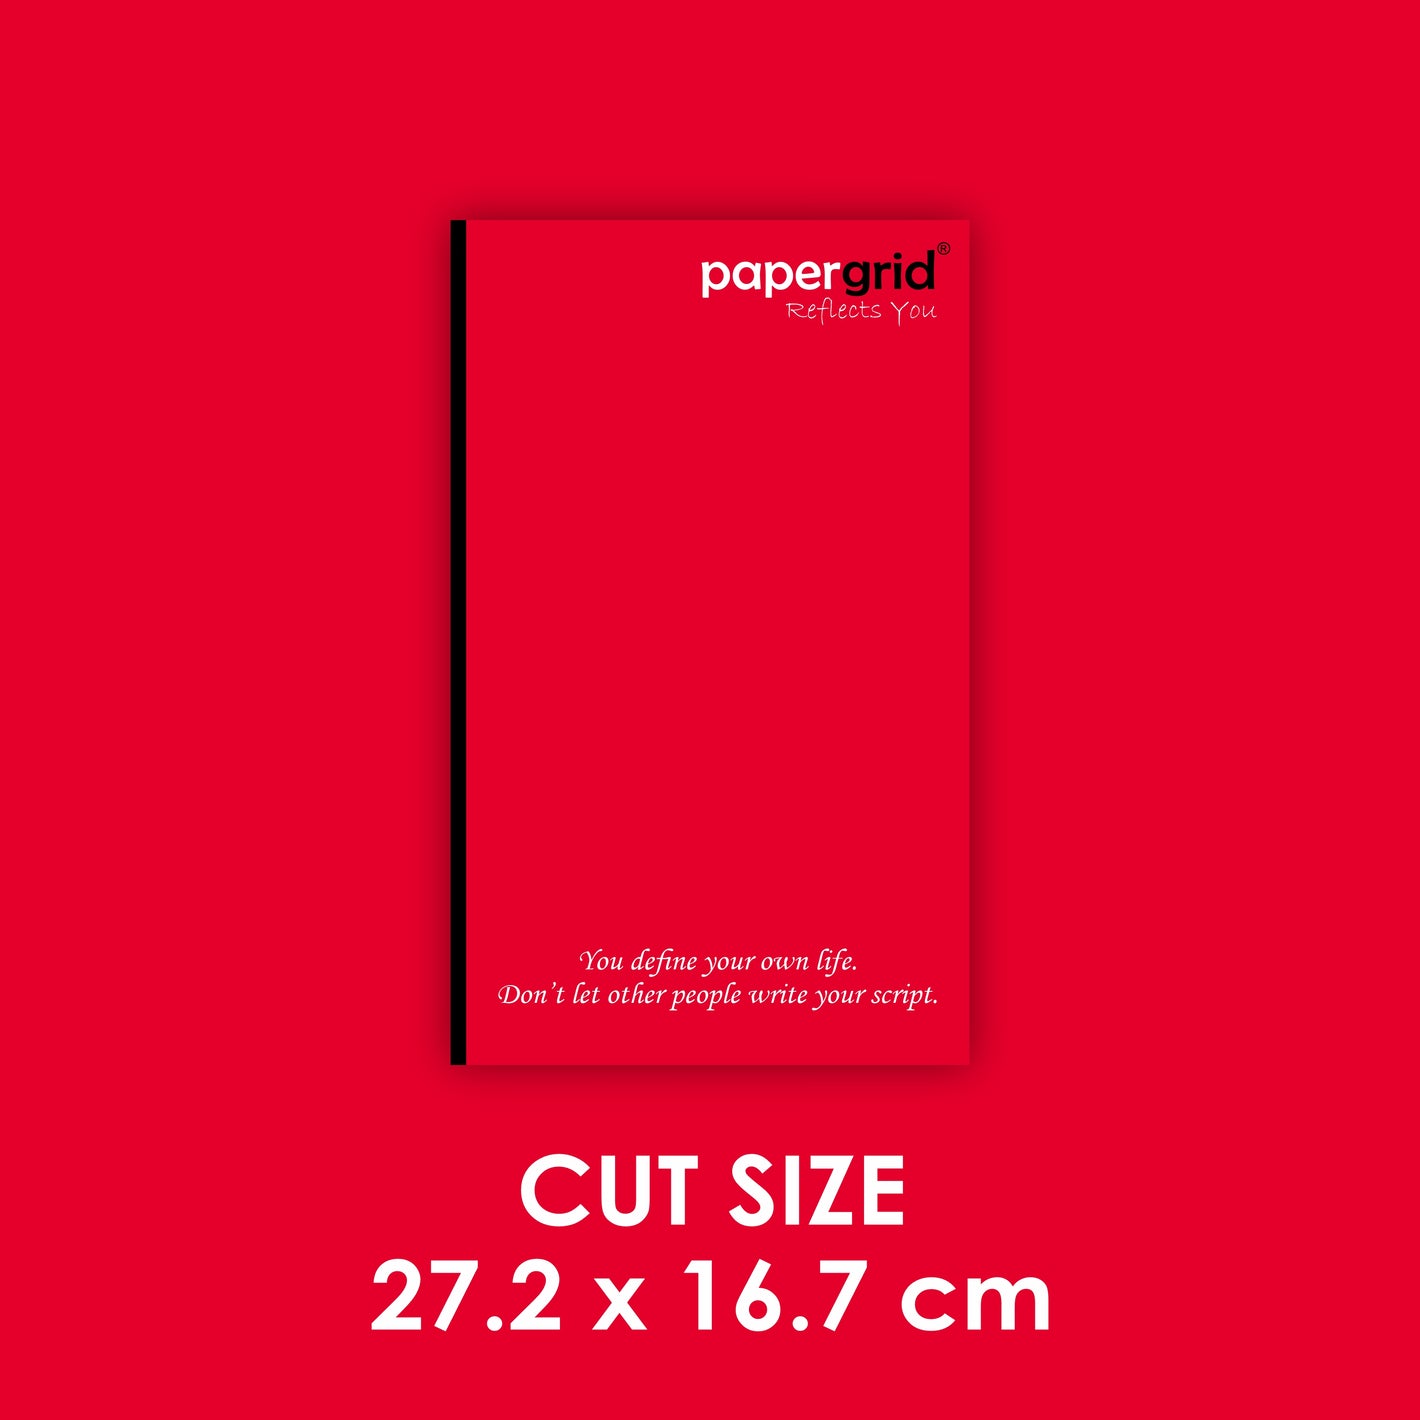 papergrid®
Reflects You
You define your own life.
Don't let other people write your script.
CUT SIZE
27.2 x 16.7 cm